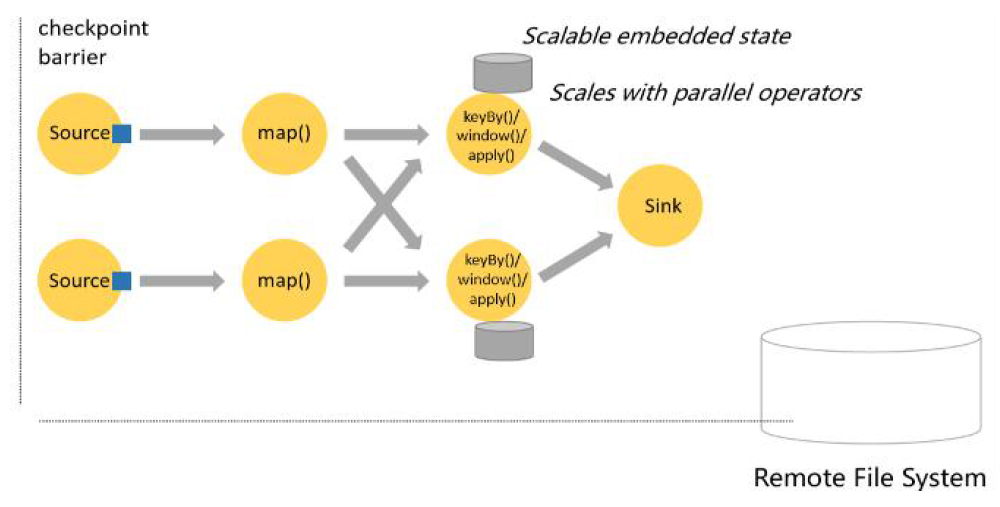 checkpoint
barrier
Scalable embedded state
Scales with parallel operators
Source
map()
keyBy()/
window()/
apply()
Sink
Source
map()
keyBy()/
window()/
apply()
Remote File System